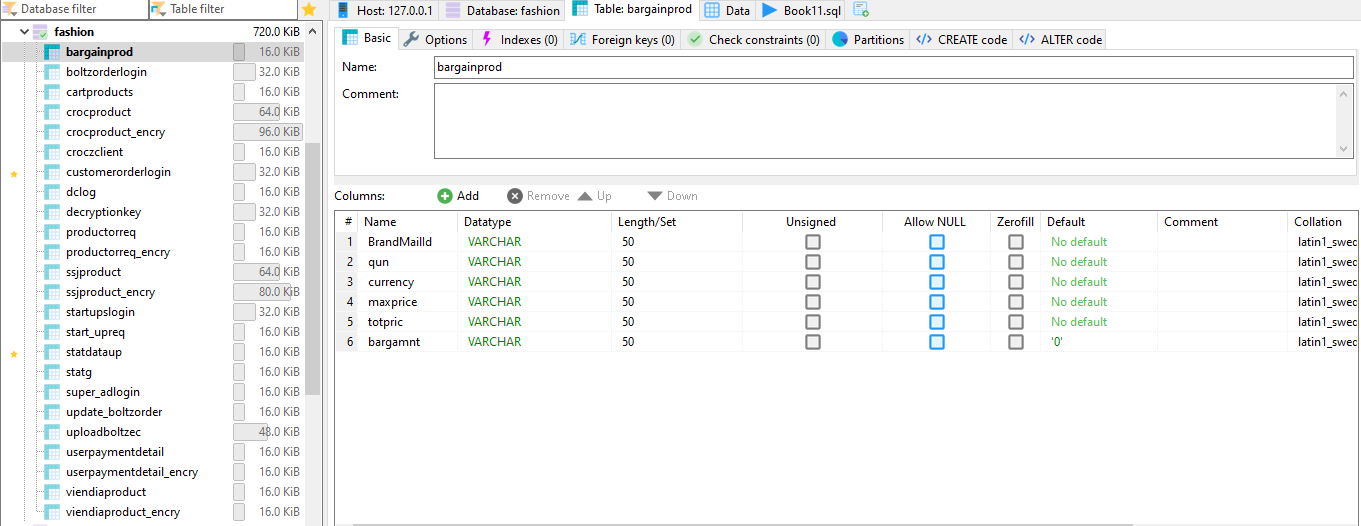 Database filter Table filter
Host: 127.0.0.1 Database: fashion Table: bargainprod Data Book11.sql
fashion 720.0 KiB
bargainprod 16.0 KiB
boltzorderlogin 32.0 KiB
cartproducts 16.0 KiB
crocproduct 64.0 KiB
crocproduct_encry 96.0 KiB
croczclient 16.0 KiB
customerorderlogin 32.0 KiB
dclog 16.0 KiB
decryptionkey 32.0 KiB
productorreq 16.0 KiB
productorreq_encry 16.0 KiB
ssjproduct 64.0 KiB
ssjproduct_encry 80.0 KiB
startupslogin 32.0 KiB
start_upreq 16.0 KiB
statdataup 16.0 KiB
statg 16.0 KiB
super_adlogin 16.0 KiB
update_boltzorder 16.0 KiB
uploadboltzec 48.0 KiB
userpaymentdetail 16.0 KiB
userpaymentdetail_encry 16.0 KiB
viendiaproduct 16.0 KiB
viendiaproduct_encry 16.0 KiB
Basic Options Indexes (0) Foreign keys (0) Check constraints (0) Partitions CREATE code ALTER code
Name: bargainprod
Comment:
Columns: Add Remove Up Down
# Name Datatype Length/Set Unsigned Allow NULL Zerofill Default Comment Collation
1 BrandMailId VARCHAR 50 No default latin1_swed
2 qun VARCHAR 50 No default latin1_swed
3 currency VARCHAR 50 No default latin1_swed
4 maxprice VARCHAR 50 No default latin1_swed
5 totpric VARCHAR 50 No default latin1_swed
6 bargamnt VARCHAR 50 '0' latin1_swed